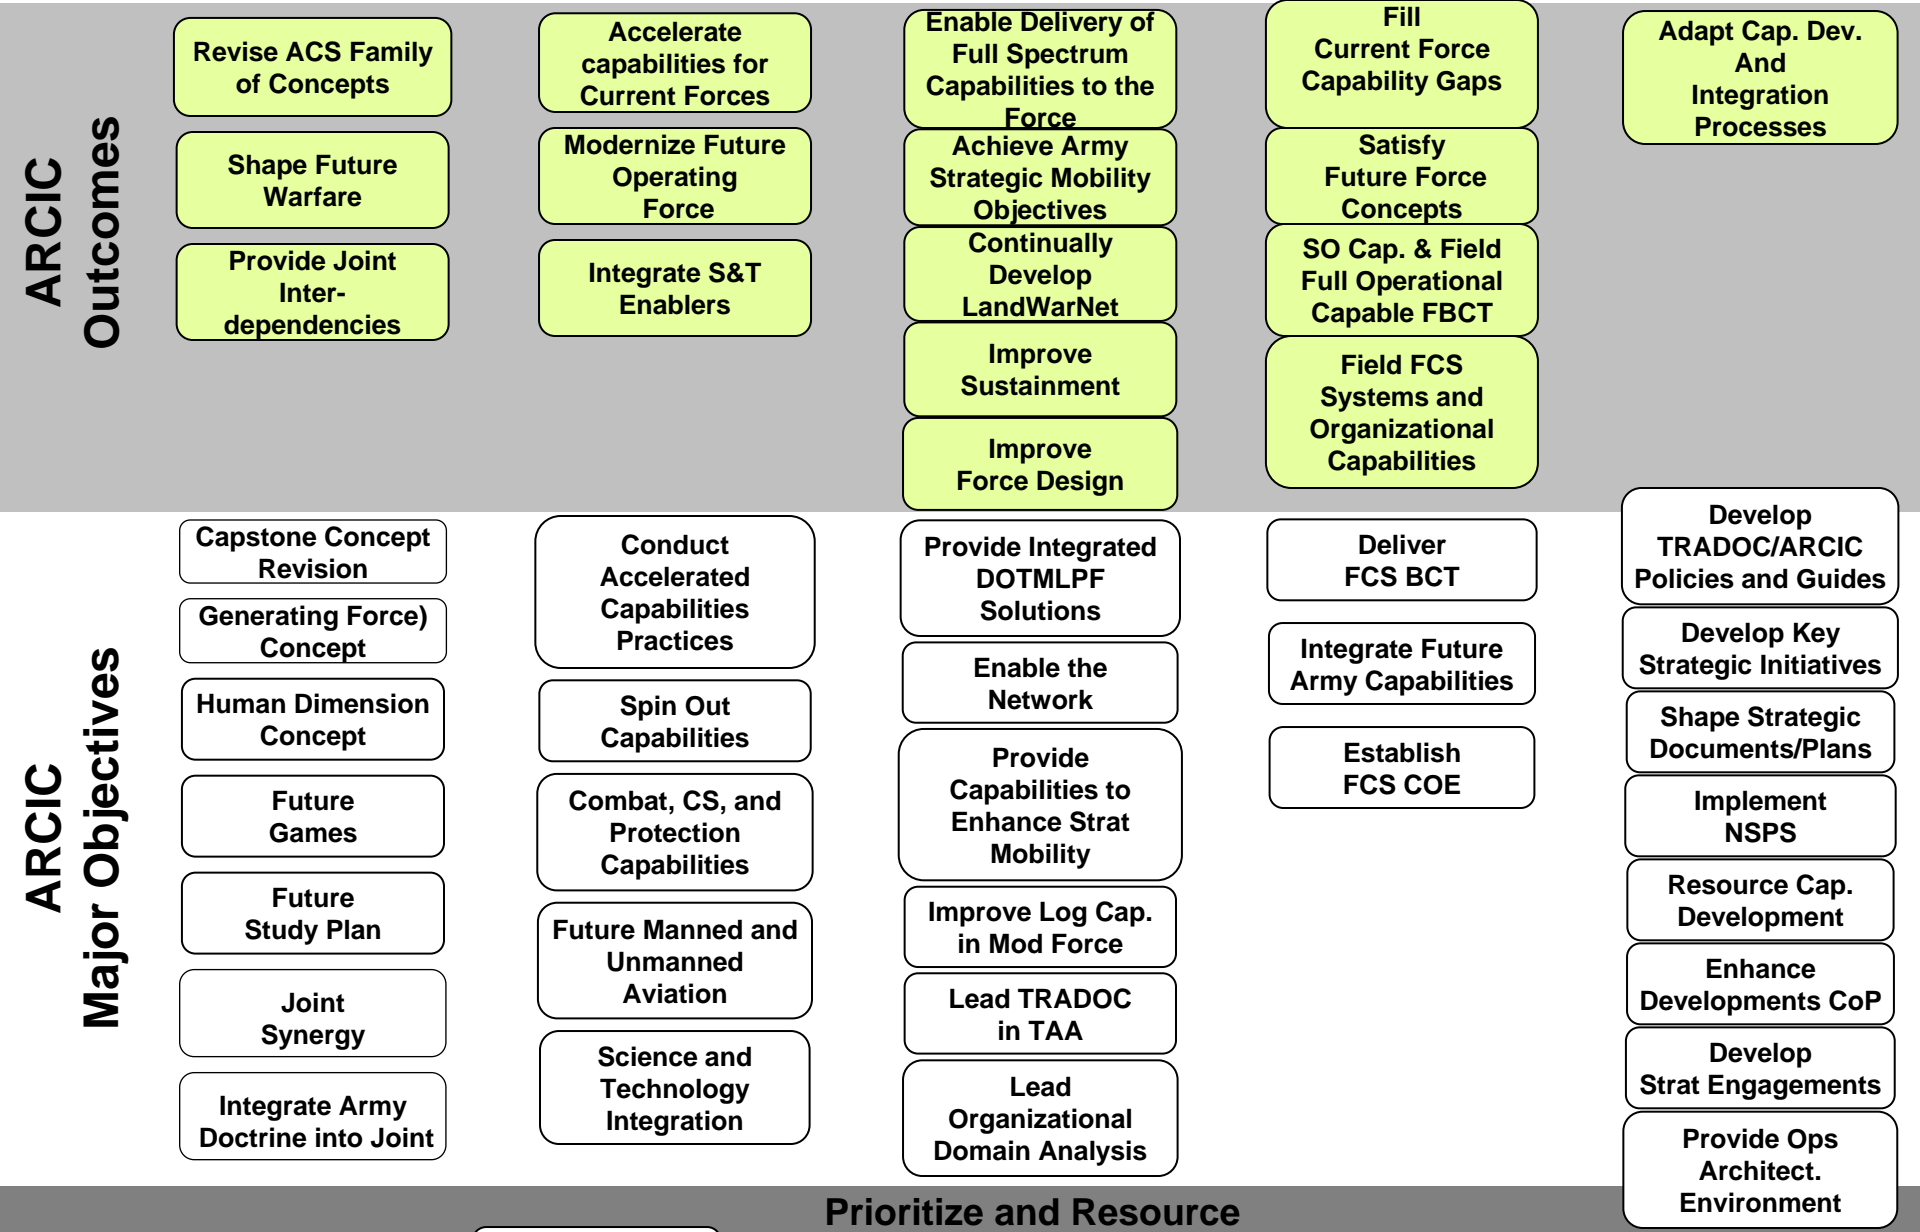 ARCIC
Outcomes
Revise ACS Family
of Concepts
Shape Future
Warfare
Provide Joint
Inter-
dependencies
Accelerate
capabilities for
Current Forces
Modernize Future
Operating
Force
Integrate S&T
Enablers
Enable Delivery of
Full Spectrum
Capabilities to the
Force
Achieve Army
Strategic Mobility
Objectives
Continually
Develop
LandWarNet
Improve
Sustainment
Improve
Force Design
Fill
Current Force
Capability Gaps
Satisfy
Future Force
Concepts
SO Cap. & Field
Full Operational
Capable FBCT
Field FCS
Systems and
Organizational
Capabilities
Adapt Cap. Dev.
And
Integration
Processes
ARCIC
Major Objectives
Capstone Concept
Revision
Generating Force)
Concept
Human Dimension
Concept
Future
Games
Future
Study Plan
Joint
Synergy
Integrate Army
Doctrine into Joint
Conduct
Accelerated
Capabilities
Practices
Spin Out
Capabilities
Combat, CS, and
Protection
Capabilities
Future Manned and
Unmanned
Aviation
Science and
Technology
Integration
Provide Integrated
DOTMLPF
Solutions
Enable the
Network
Provide
Capabilities to
Enhance Strat
Mobility
Improve Log Cap.
in Mod Force
Lead TRADOC
in TAA
Lead
Organizational
Domain Analysis
Deliver
FCS BCT
Integrate Future
Army Capabilities
Establish
FCS COE
Develop
TRADOC/ARCIC
Policies and Guides
Develop Key
Strategic Initiatives
Shape Strategic
Documents/Plans
Implement
NSPS
Resource Cap.
Development
Enhance
Developments CoP
Develop
Strat Engagements
Provide Ops
Architect.
Environment
Prioritize and Resource